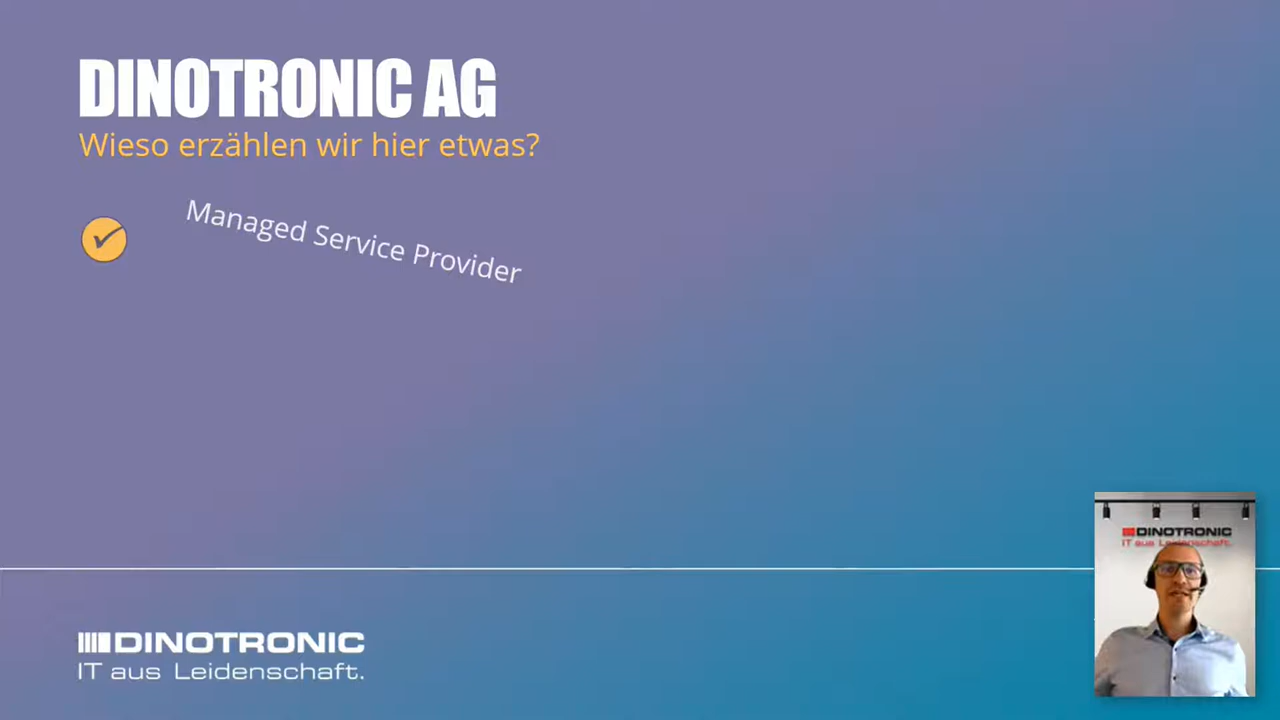 DINOTRONIC AG
Wieso erzählen wir hier etwas?
Managed Service Provider
DINOTRONIC
IT aus Leidenschaft.
DINOTRONIC
IT aus Leidenschaft.